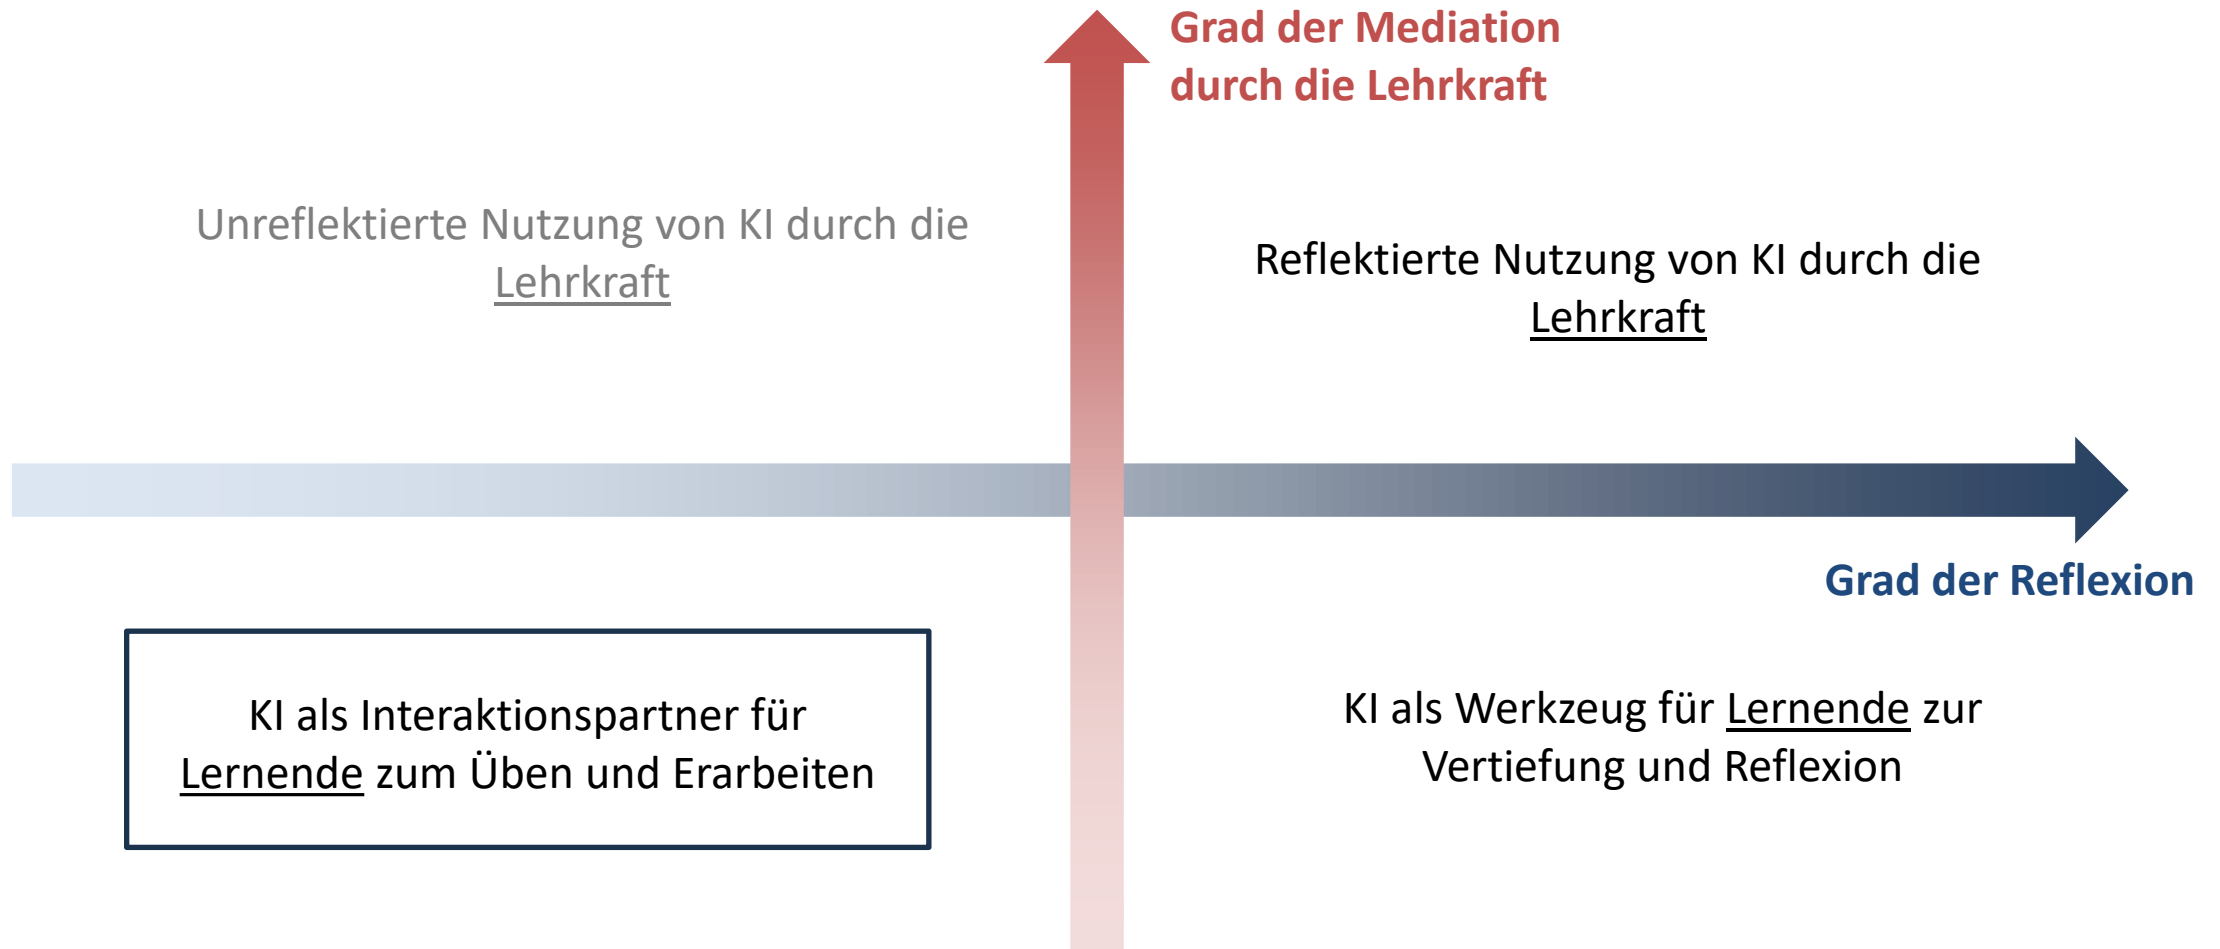 Grad der Mediation
durch die Lehrkraft
Unreflektierte Nutzung von KI durch die
Lehrkraft
Reflektierte Nutzung von KI durch die
Lehrkraft
Grad der Reflexion
KI als Interaktionspartner für
Lernende zum Üben und Erarbeiten
KI als Werkzeug für Lernende zur
Vertiefung und Reflexion